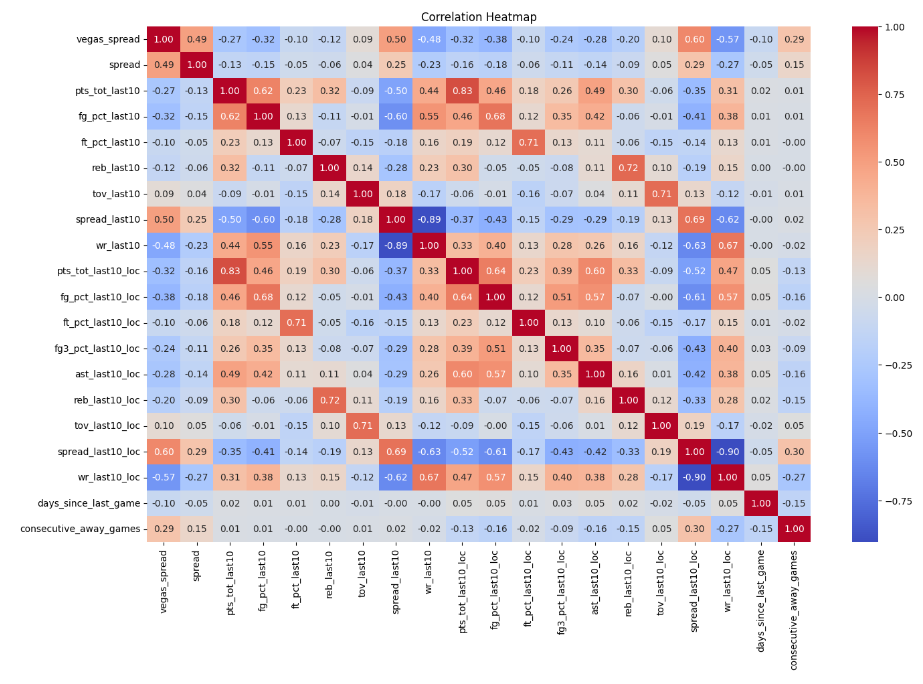 Correlation Heatmap
vegas_spread 1.00 0.49 -0.27 -0.32 -0.10 -0.12 0.09 0.50 -0.48 -0.32 -0.38 -0.10 -0.24 -0.28 -0.20 0.10 0.60 -0.57 -0.10 0.29
spread 0.49 1.00 -0.13 -0.15 -0.05 -0.06 0.04 0.25 -0.23 -0.16 -0.18 -0.06 -0.11 -0.14 -0.09 0.05 0.29 -0.27 -0.05 0.15
pts_tot_last10 -0.27 -0.13 1.00 0.62 0.23 0.32 -0.09 -0.50 0.44 0.83 0.46 0.18 0.26 0.49 0.30 -0.06 -0.35 0.31 0.02 0.01
fg_pct_last10 -0.32 -0.15 0.62 1.00 0.13 -0.11 -0.01 -0.60 0.55 0.46 0.68 0.12 0.35 0.42 -0.06 -0.01 -0.41 0.38 0.01 0.01
ft_pct_last10 -0.10 -0.05 0.23 0.13 1.00 -0.07 -0.15 -0.18 0.16 0.19 0.12 0.71 0.13 0.11 -0.06 -0.15 -0.14 0.13 0.01 -0.00
reb_last10 -0.12 -0.06 0.32 -0.11 -0.07 1.00 0.14 -0.28 0.23 0.30 -0.05 -0.05 -0.08 0.11 0.72 0.10 -0.19 0.15 -0.01 -0.00
tov_last10 0.09 0.04 -0.09 -0.01 -0.15 0.14 1.00 0.18 -0.17 -0.06 -0.01 -0.16 -0.07 0.04 0.11 0.71 0.13 -0.12 -0.01 0.01
spread_last10 0.50 0.25 -0.50 -0.60 -0.18 -0.28 0.18 1.00 -0.89 -0.37 -0.43 -0.15 -0.29 -0.29 -0.19 0.13 0.69 -0.62 -0.00 0.02
wr_last10 -0.48 -0.23 0.44 0.55 0.16 0.23 -0.17 -0.89 1.00 0.33 0.40 0.13 0.28 0.26 0.16 -0.12 -0.63 0.67 -0.00 -0.02
pts_tot_last10_loc -0.32 -0.16 0.83 0.46 0.19 0.30 -0.06 -0.37 0.33 1.00 0.64 0.23 0.39 0.60 0.33 -0.09 -0.52 0.47 0.05 -0.13
fg_pct_last10_loc -0.38 -0.18 0.46 0.68 0.12 -0.05 -0.01 -0.43 0.40 0.64 1.00 0.12 0.51 0.57 -0.07 -0.00 -0.61 0.57 0.05 -0.16
ft_pct_last10_loc -0.10 -0.06 0.18 0.12 0.71 -0.05 -0.16 -0.15 0.13 0.23 0.12 1.00 0.13 0.10 -0.06 -0.15 -0.17 0.15 0.01 -0.02
fg3_pct_last10_loc -0.24 -0.11 0.26 0.35 0.13 -0.08 -0.07 -0.29 0.28 0.39 0.51 0.13 1.00 0.35 -0.07 -0.06 -0.43 0.40 0.03 -0.09
ast_last10_loc -0.28 -0.14 0.49 0.42 0.11 0.11 0.04 -0.29 0.26 0.60 0.57 0.10 0.35 1.00 0.16 0.01 -0.42 0.38 0.05 -0.16
reb_last10_loc -0.20 -0.09 0.30 -0.06 -0.06 0.72 0.11 -0.19 0.16 0.33 -0.07 -0.06 -0.07 0.16 1.00 0.12 -0.33 0.28 0.02 -0.15
tov_last10_loc 0.10 0.05 -0.06 -0.01 -0.15 0.10 0.71 0.13 -0.12 -0.09 -0.00 -0.15 -0.06 0.01 0.12 1.00 0.19 -0.17 -0.02 0.05
spread_last10_loc 0.60 0.29 -0.35 -0.41 -0.14 -0.19 0.13 0.69 -0.63 -0.52 -0.61 -0.17 -0.43 -0.42 -0.33 0.19 1.00 -0.90 -0.05 0.30
wr_last10_loc -0.57 -0.27 0.31 0.38 0.13 0.15 -0.12 -0.62 0.67 0.47 0.57 0.15 0.40 0.38 0.28 -0.17 -0.90 1.00 0.05 -0.27
days_since_last_game -0.10 -0.05 0.02 0.01 0.01 -0.01 -0.01 -0.00 -0.00 0.05 0.05 0.01 0.03 0.05 0.02 -0.02 -0.05 0.05 1.00 -0.15
consecutive_away_games 0.29 0.15 0.01 0.01 -0.00 -0.00 0.01 0.02 -0.02 -0.13 -0.16 -0.02 -0.09 -0.16 -0.15 0.05 0.30 -0.27 -0.15 1.00
vegas_spread
spread
pts_tot_last10
fg_pct_last10
ft_pct_last10
reb_last10
tov_last10
spread_last10
wr_last10
pts_tot_last10_loc
fg_pct_last10_loc
ft_pct_last10_loc
fg3_pct_last10_loc
ast_last10_loc
reb_last10_loc
tov_last10_loc
spread_last10_loc
wr_last10_loc
days_since_last_game
consecutive_away_games
1.00
0.75
0.50
0.25
0.00
−0.25
−0.50
−0.75